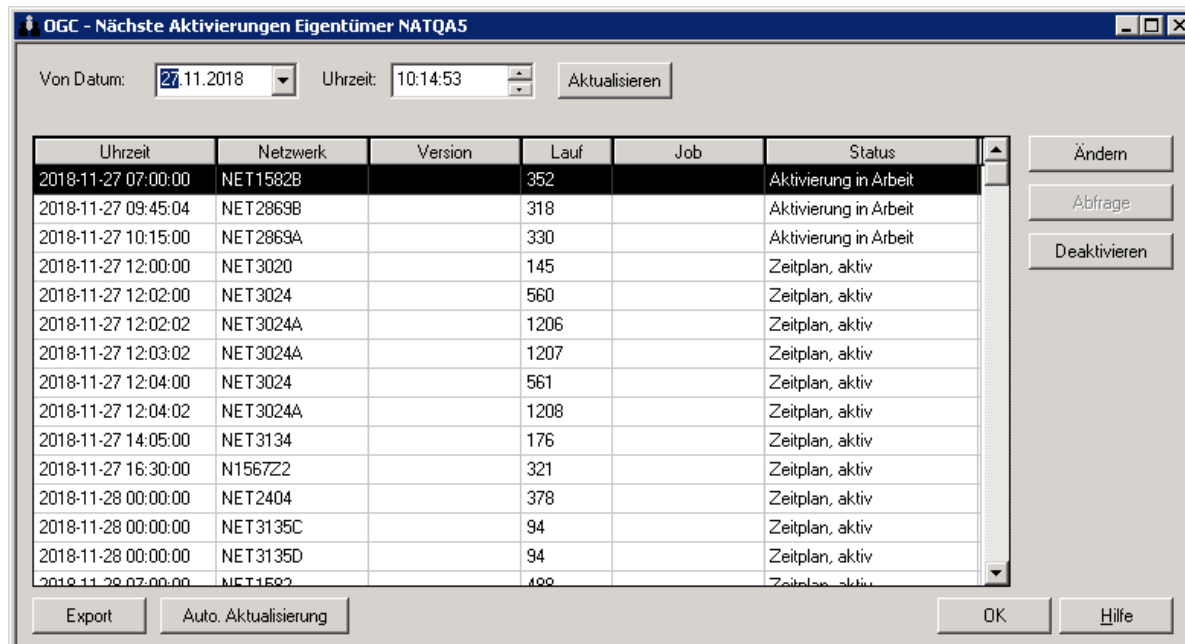 OGC - Nächste Aktivierungen Eigentümer NATQA5
Von Datum: 27.11.2018 Uhrzeit: 10:14:53 Aktualisieren
Uhrzeit Netzwerk Version Lauf Job Status Ändern
2018-11-27 07:00:00 NET1582B 352 Aktivierung in Arbeit
2018-11-27 09:45:04 NET2869B 318 Aktivierung in Arbeit Abfrage
2018-11-27 10:15:00 NET2869A 330 Aktivierung in Arbeit Deaktivieren
2018-11-27 12:00:00 NET3020 145 Zeitplan, aktiv
2018-11-27 12:02:00 NET3024 560 Zeitplan, aktiv
2018-11-27 12:02:02 NET3024A 1206 Zeitplan, aktiv
2018-11-27 12:03:02 NET3024A 1207 Zeitplan, aktiv
2018-11-27 12:04:00 NET3024 561 Zeitplan, aktiv
2018-11-27 12:04:02 NET3024A 1208 Zeitplan, aktiv
2018-11-27 14:05:00 NET3134 176 Zeitplan, aktiv
2018-11-27 16:30:00 N1567Z2 321 Zeitplan, aktiv
2018-11-28 00:00:00 NET2404 378 Zeitplan, aktiv
2018-11-28 00:00:00 NET3135C 94 Zeitplan, aktiv
2018-11-28 00:00:00 NET3135D 94 Zeitplan, aktiv
2018-11-28 07:00:00 NET1582 Zeitplan, aktiv
Export Auto. Aktualisierung OK Hilfe